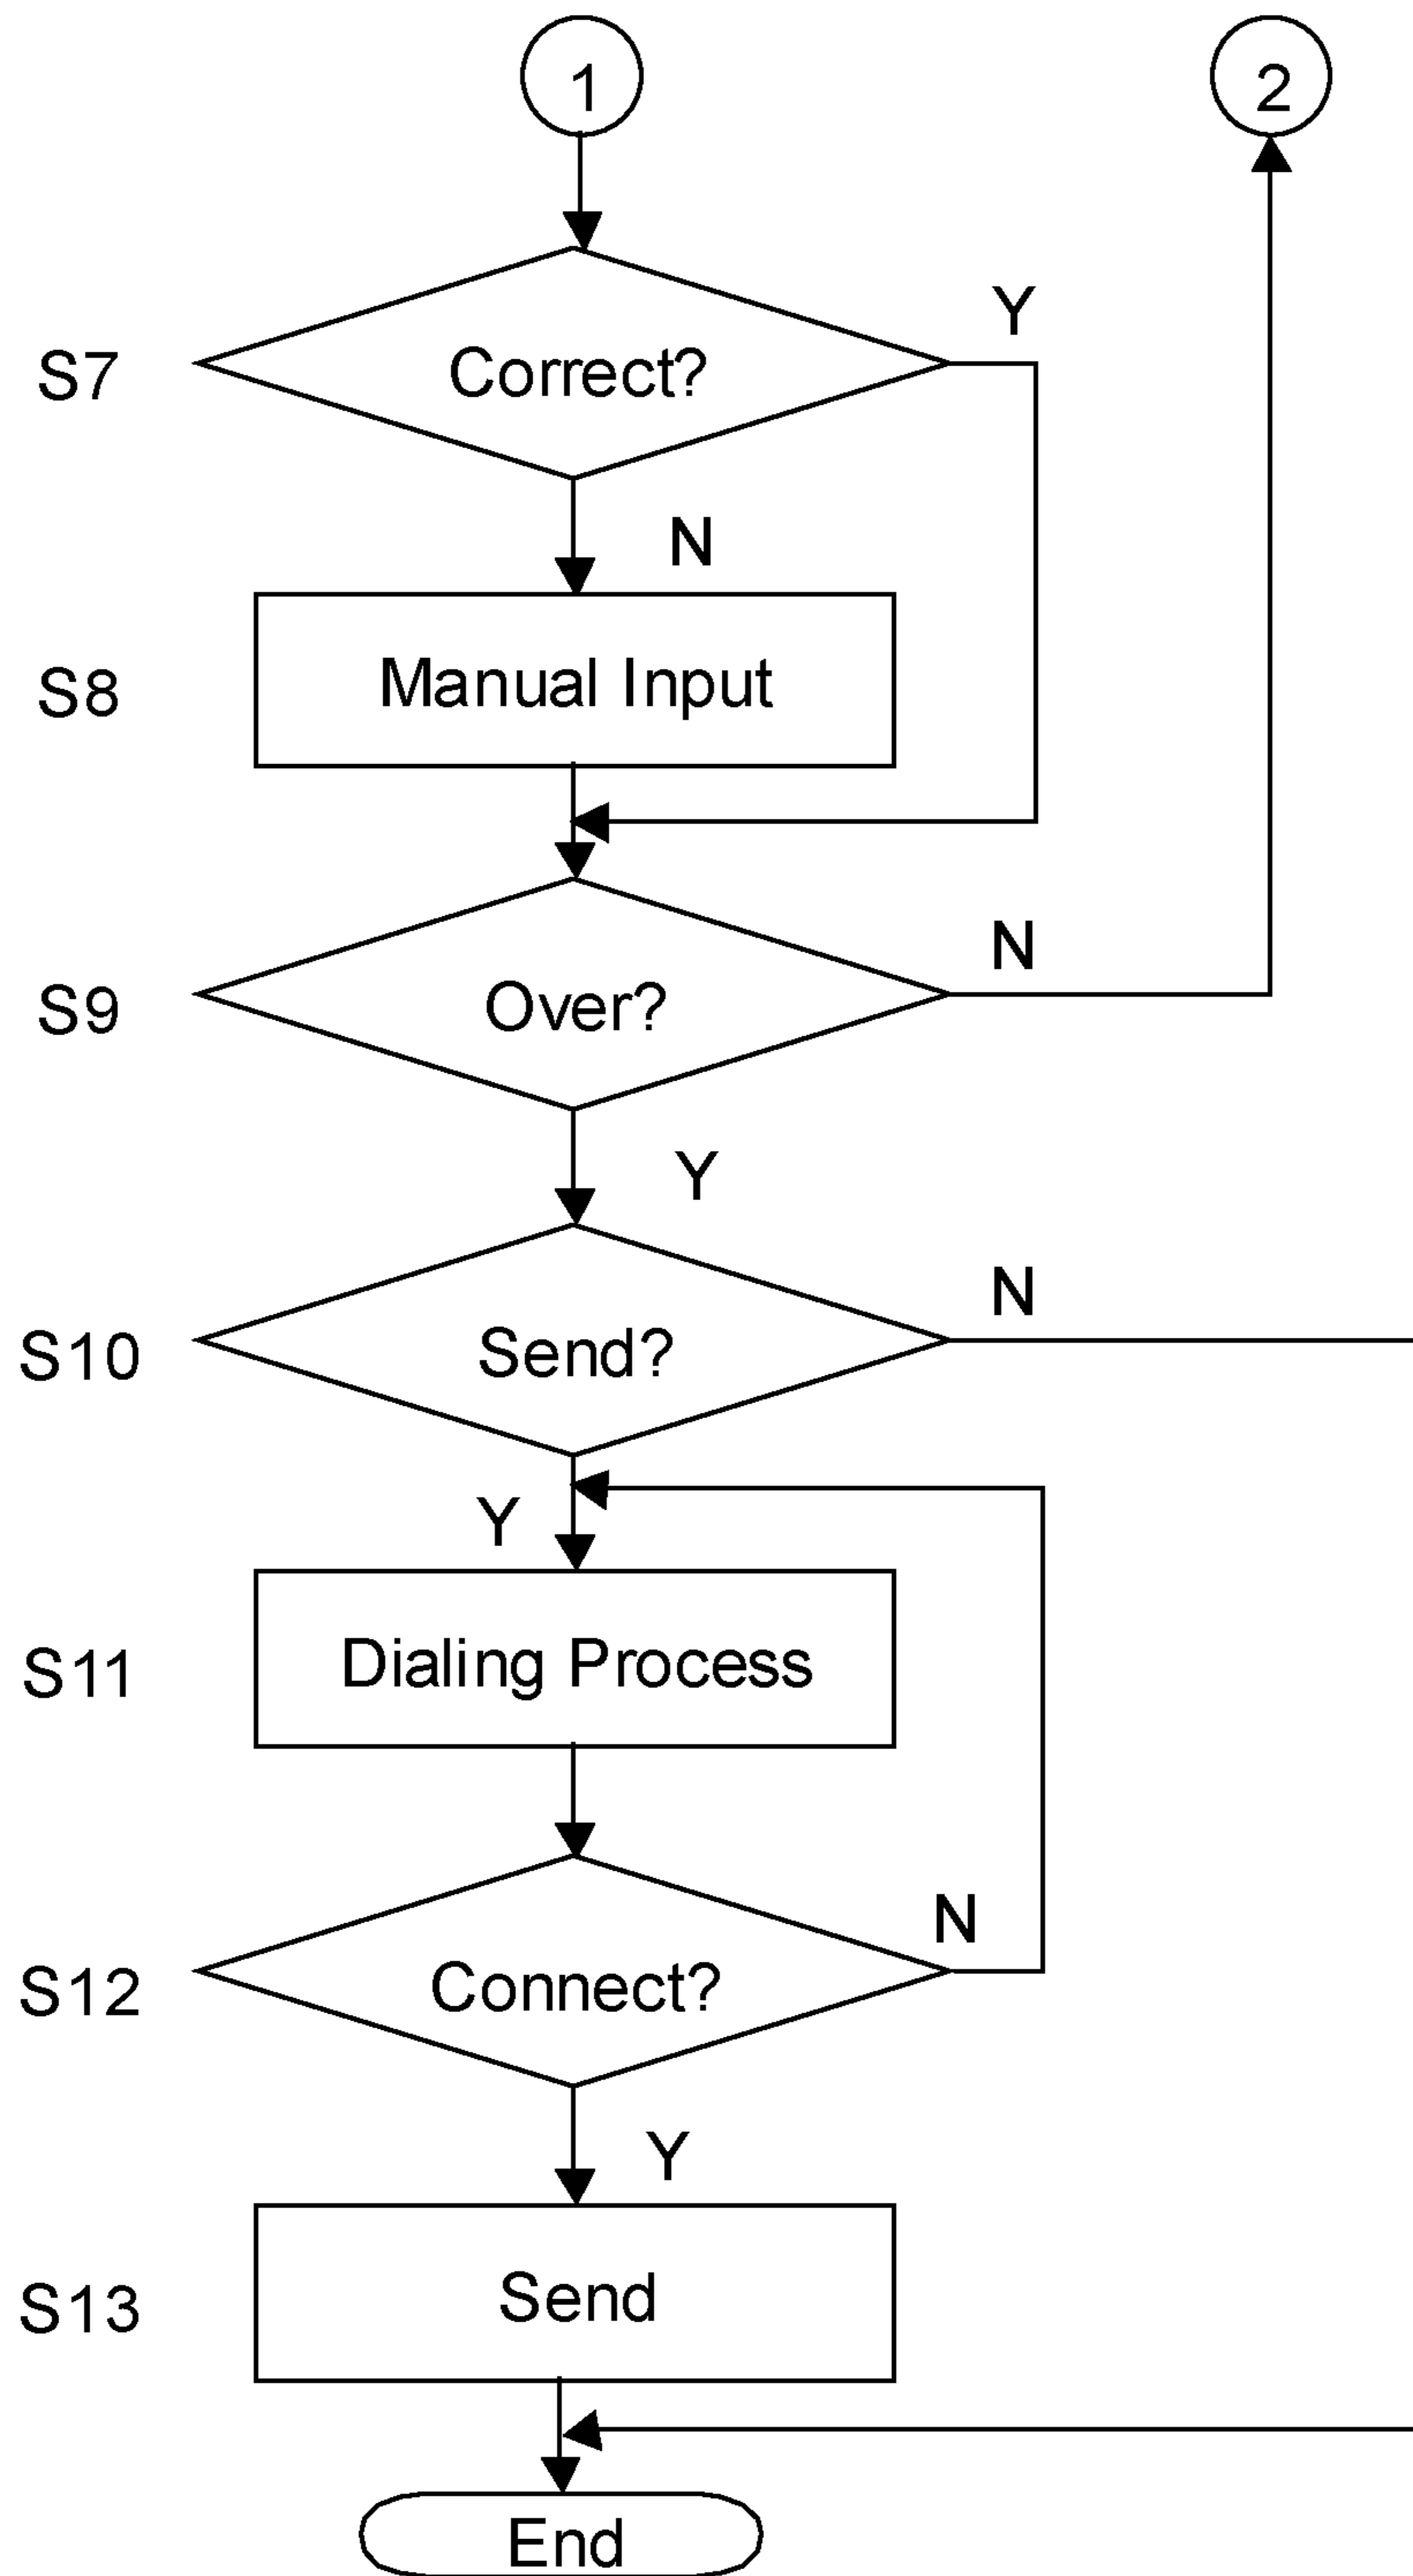 1
2
Y
S7
Correct?
N
S8
Manual Input
N
S9
Over?
Y
N
S10
Send?
Y
S11
Dialing Process
N
S12
Connect?
Y
S13
Send
End